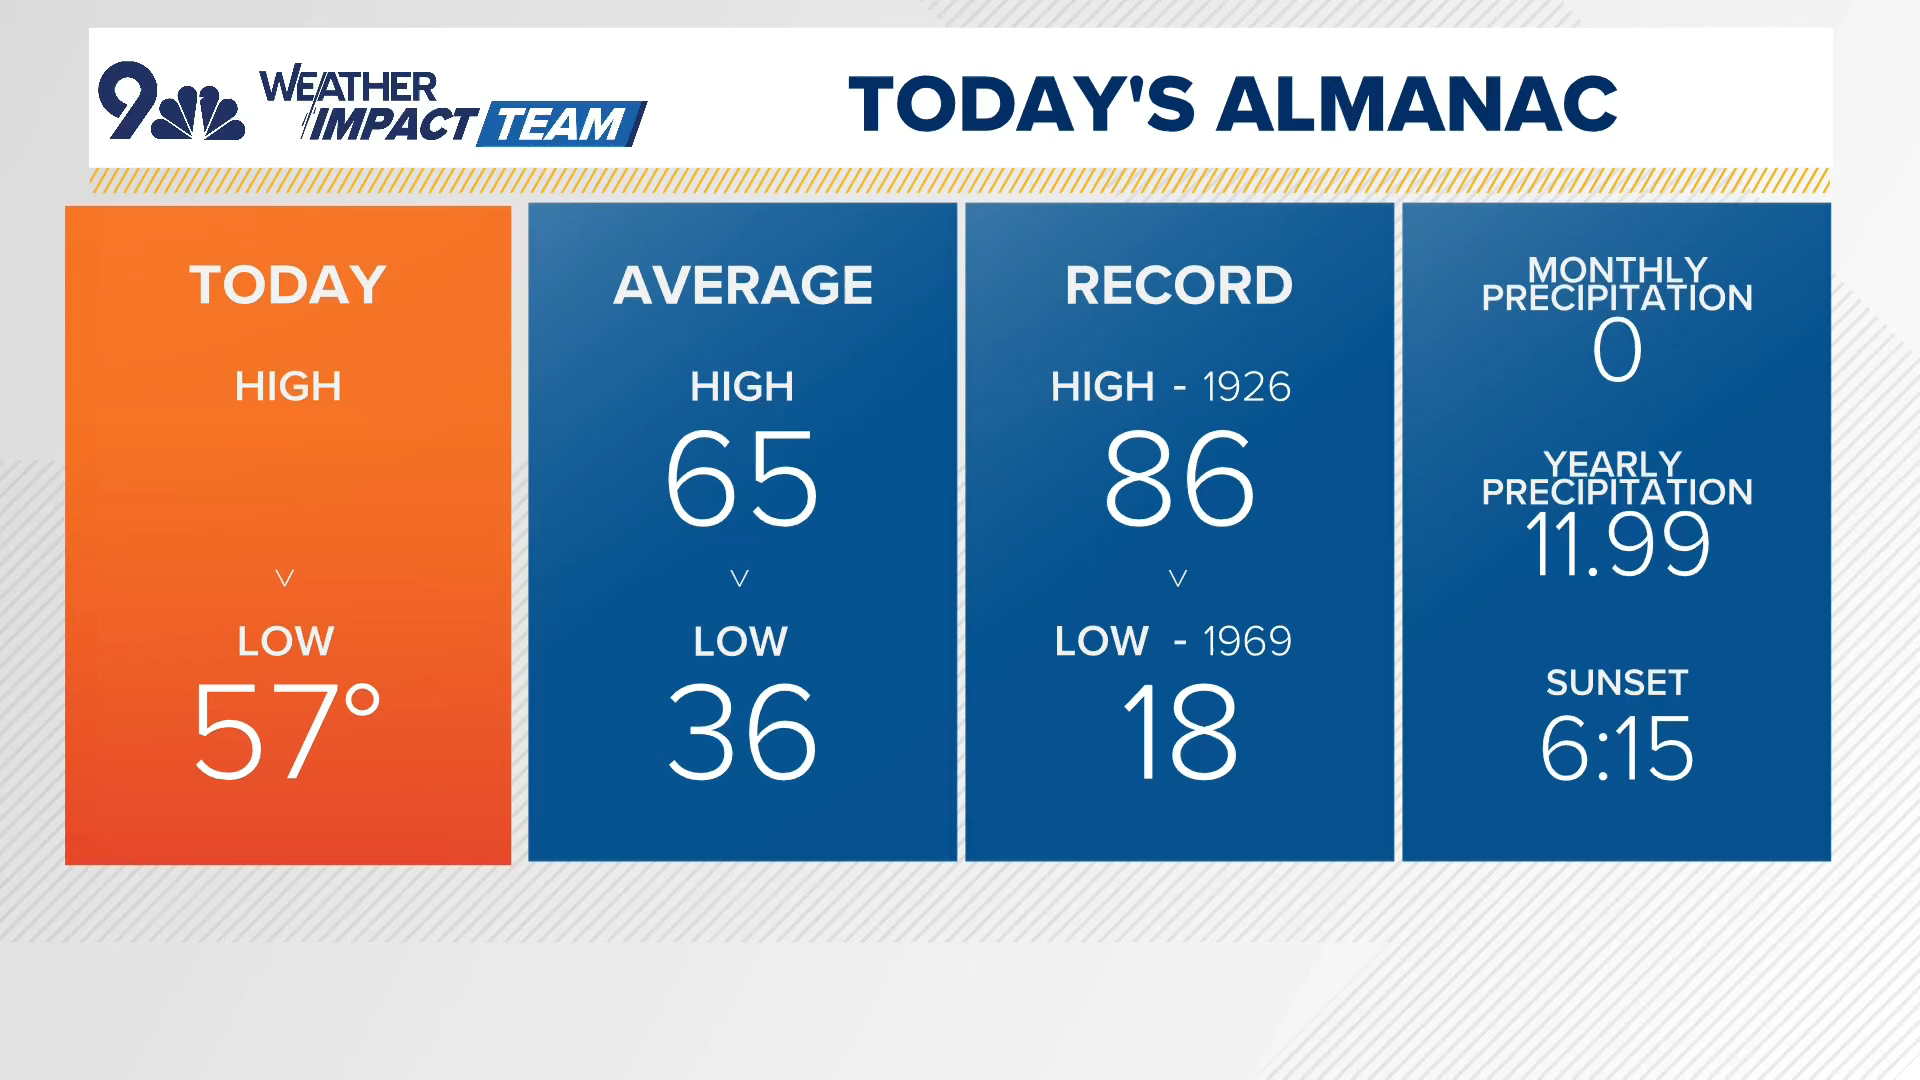 9 WEATHER
IMPACT TEAM
TODAY'S ALMANAC
TODAY
HIGH
LOW
57°
AVERAGE
HIGH
65
LOW
36
RECORD
HIGH - 1926
86
LOW - 1969
18
MONTHLY
PRECIPITATION
0
YEARLY
PRECIPITATION
11.99
SUNSET
6:15